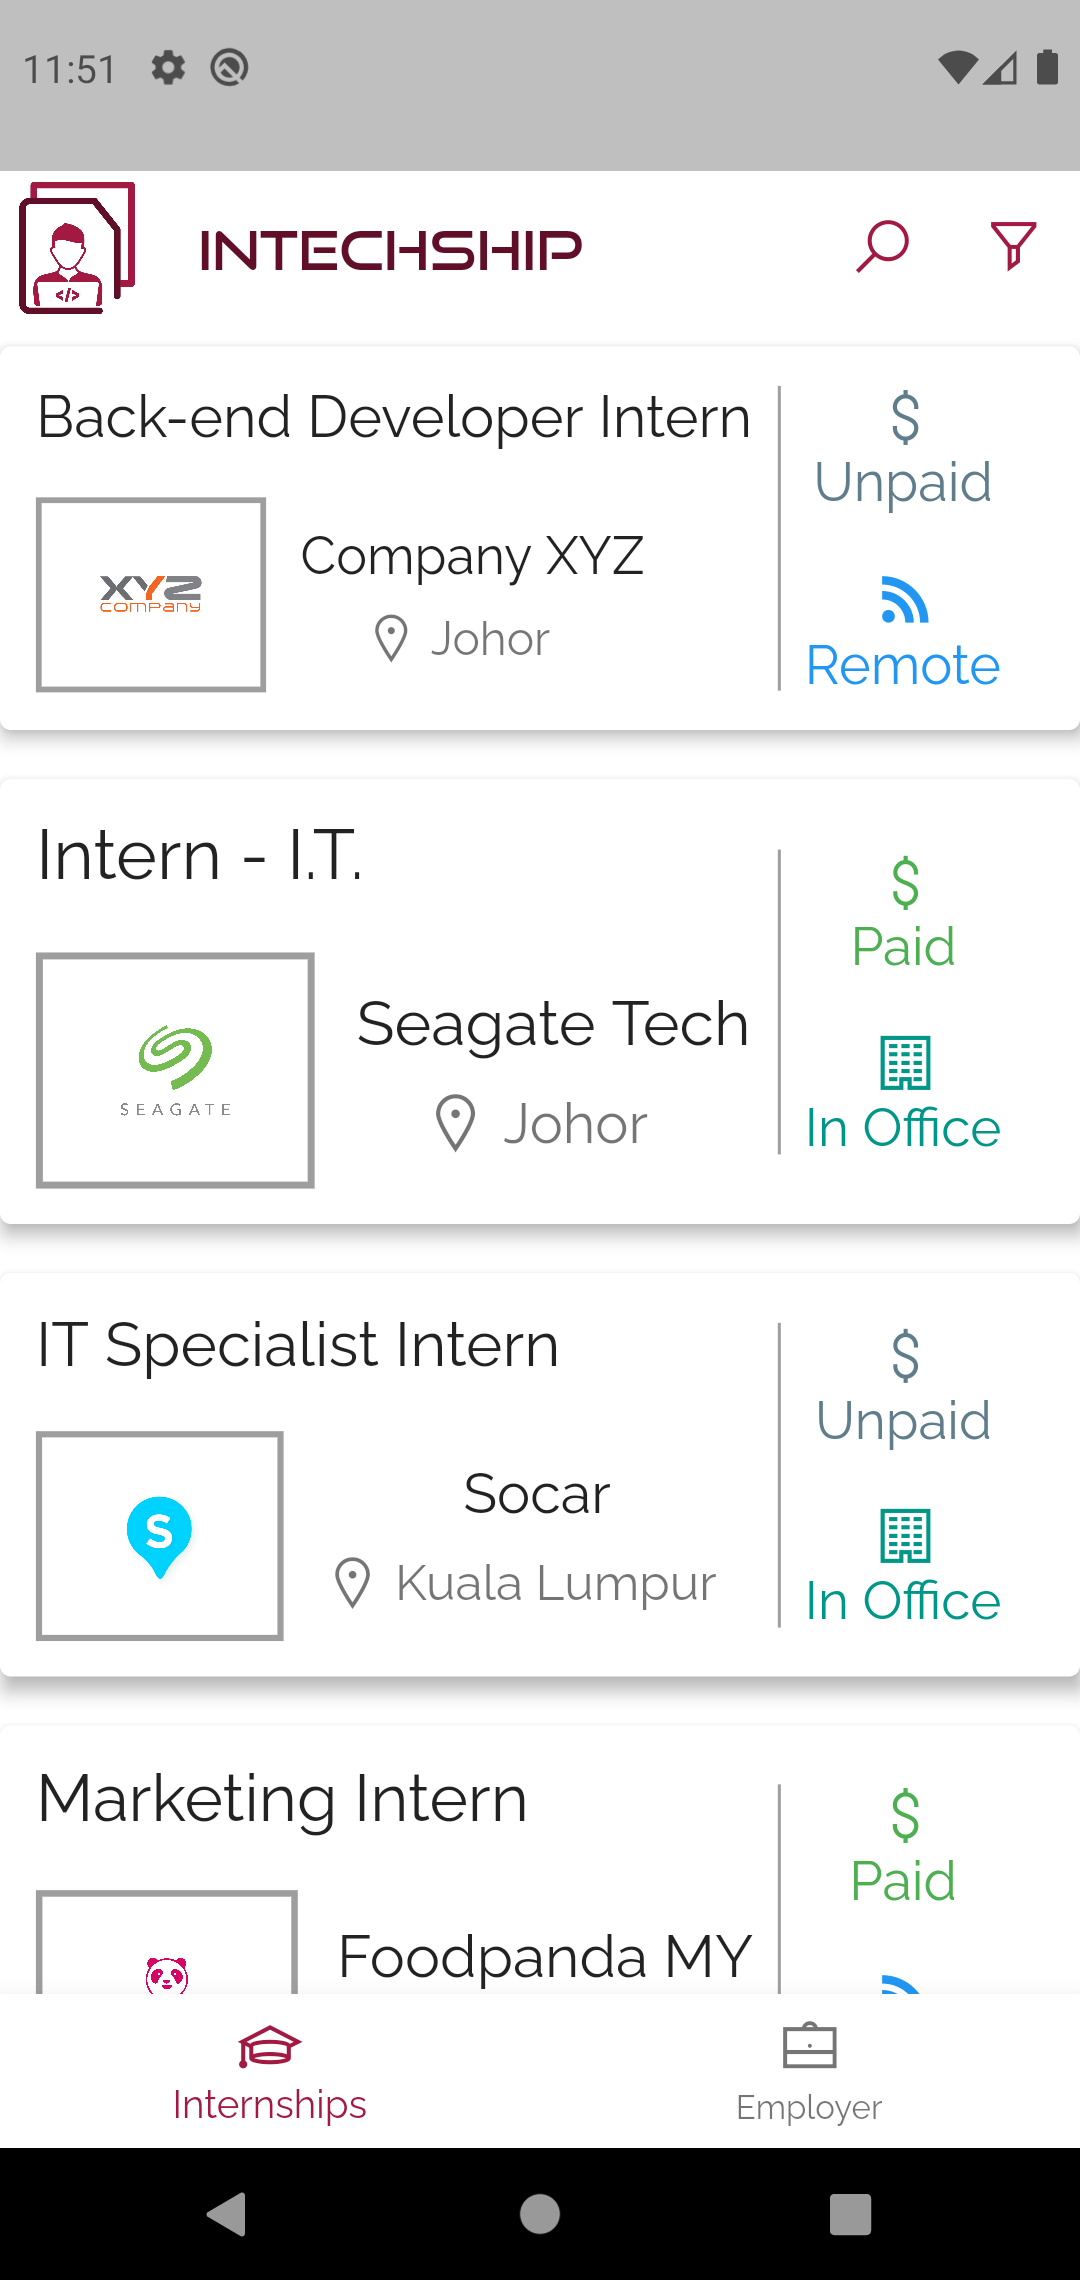 11:51
INTECHSHIP
Back-end Developer Intern
$
Unpaid
XYZ
COMPANY
Company XYZ
Johor
Remote
Intern - I.T.
$
Paid
SEAGATE
Seagate Tech
Johor
In Office
IT Specialist Intern
$
Unpaid
S
Socar
Kuala Lumpur
In Office
Marketing Intern
$
Paid
Foodpanda MY
Internships
Employer